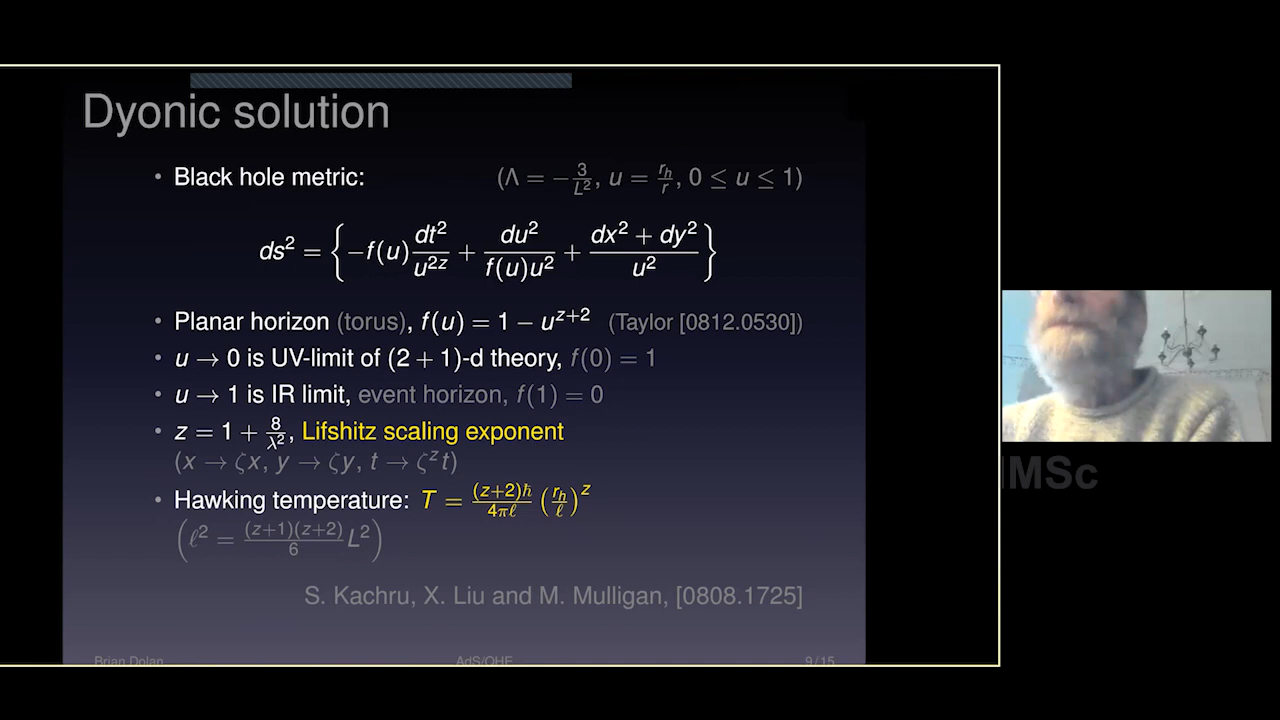 Dyonic solution
• Black hole metric: (Λ = −3/L², u = r_h/r, 0 ≤ u ≤ 1)
ds² = {−f(u) dt²/u^{2z} + du²/(f(u)u²) + (dx² + dy²)/u²}
• Planar horizon (torus), f(u) = 1 − u^{z+2} (Taylor [0812.0530])
• u → 0 is UV-limit of (2 + 1)-d theory, f(0) = 1
• u → 1 is IR limit, event horizon, f(1) = 0
• z = 1 + 8/λ², Lifshitz scaling exponent
(x → ζx, y → ζy, t → ζ^z t)
• Hawking temperature: T = (z+2)ħ/(4πℓ) (r_h/ℓ)^z
(ℓ² = (z+1)(z+2)/6 L²)
S. Kachru, X. Liu and M. Mulligan, [0808.1725]
Brian Dolan AdS/QHE 9/15
IMSc